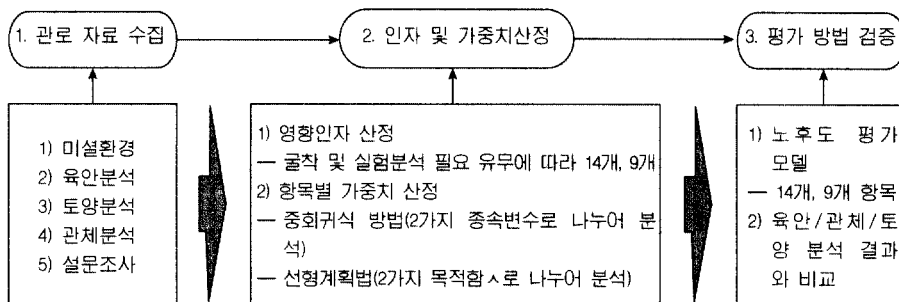 1. 관로 자료 수집
2. 인자 및 가중치산정
3. 평가 방법 검증
1) 미설환경
2) 육안분석
3) 토양분석
4) 관체분석
5) 설문조사
1) 영향인자 산정
— 굴착 및 실험분석 필요 유무에 따라 14개, 9개
2) 항목별 가중치 산정
— 중회귀식 방법(2가지 종속변수로 나누어 분
석)
— 선형계획법(2가지 목적함ㅅ로 나누어 분석)
1) 노후도 평가
모델
— 14개, 9개 항목
2) 육안/관체/토
양 분석 결과
와 비교